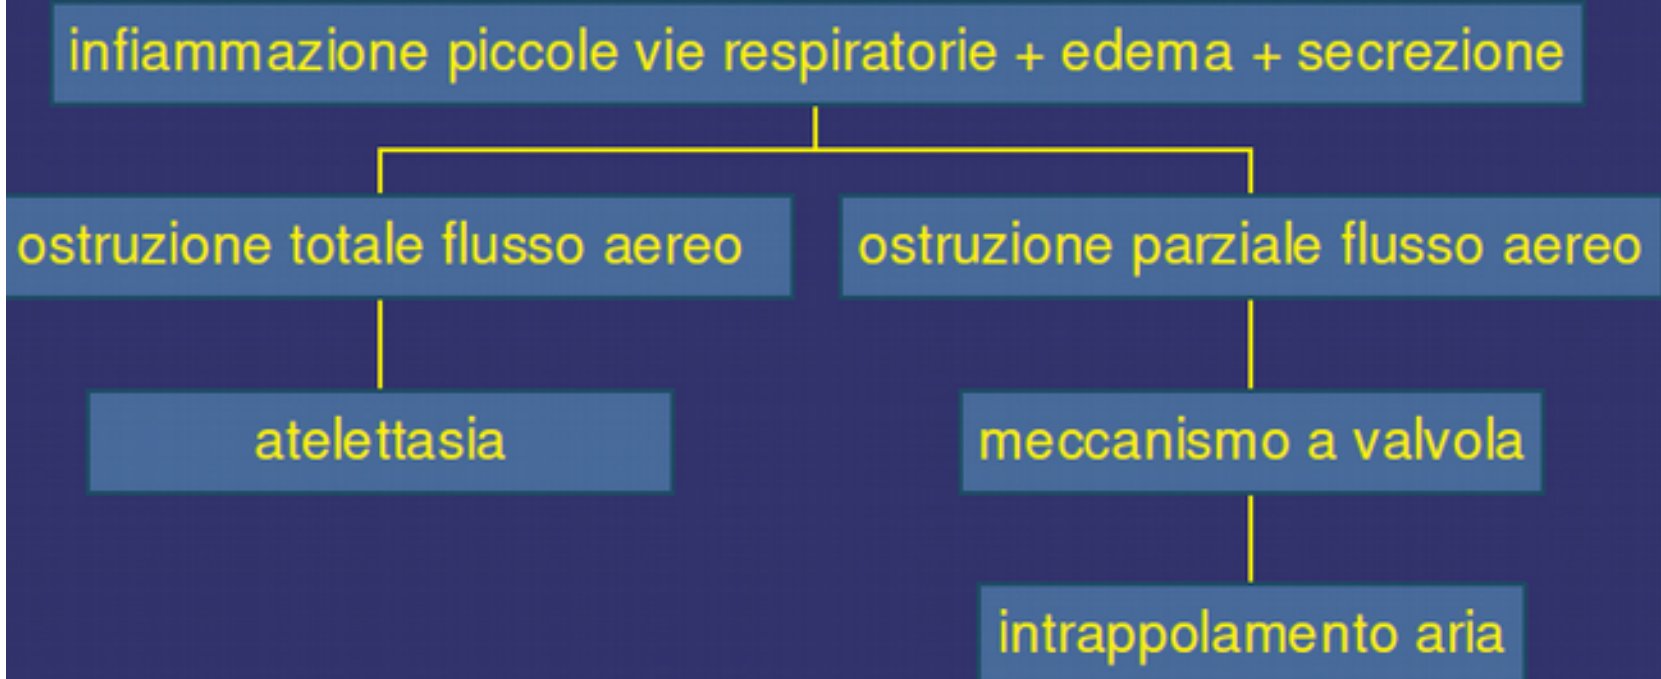 infiammazione piccole vie respiratorie + edema + secrezione
ostruzione totale flusso aereo
ostruzione parziale flusso aereo
atelettasia
meccanismo a valvola
intrappolamento aria